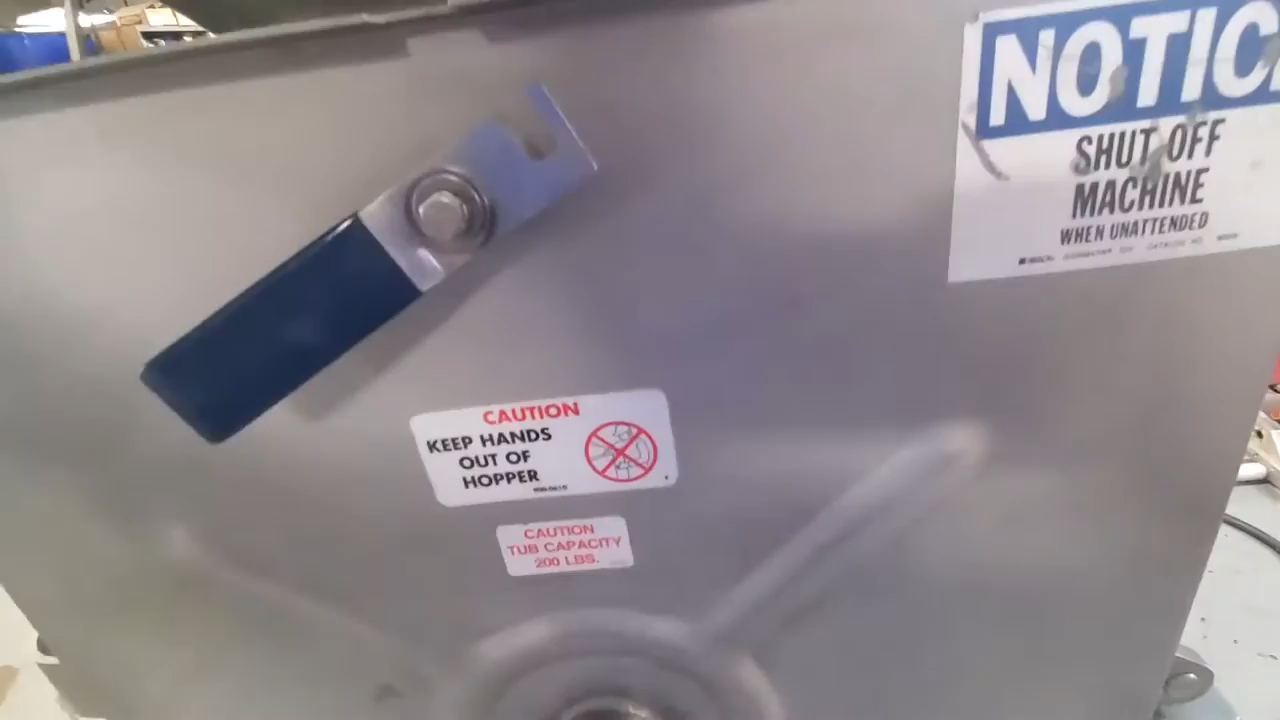 NOTIC
SHUT OFF
MACHINE
WHEN UNATTENDED
CAUTION
KEEP HANDS
OUT OF
HOPPER
CAUTION
TUB CAPACITY
200 LBS.